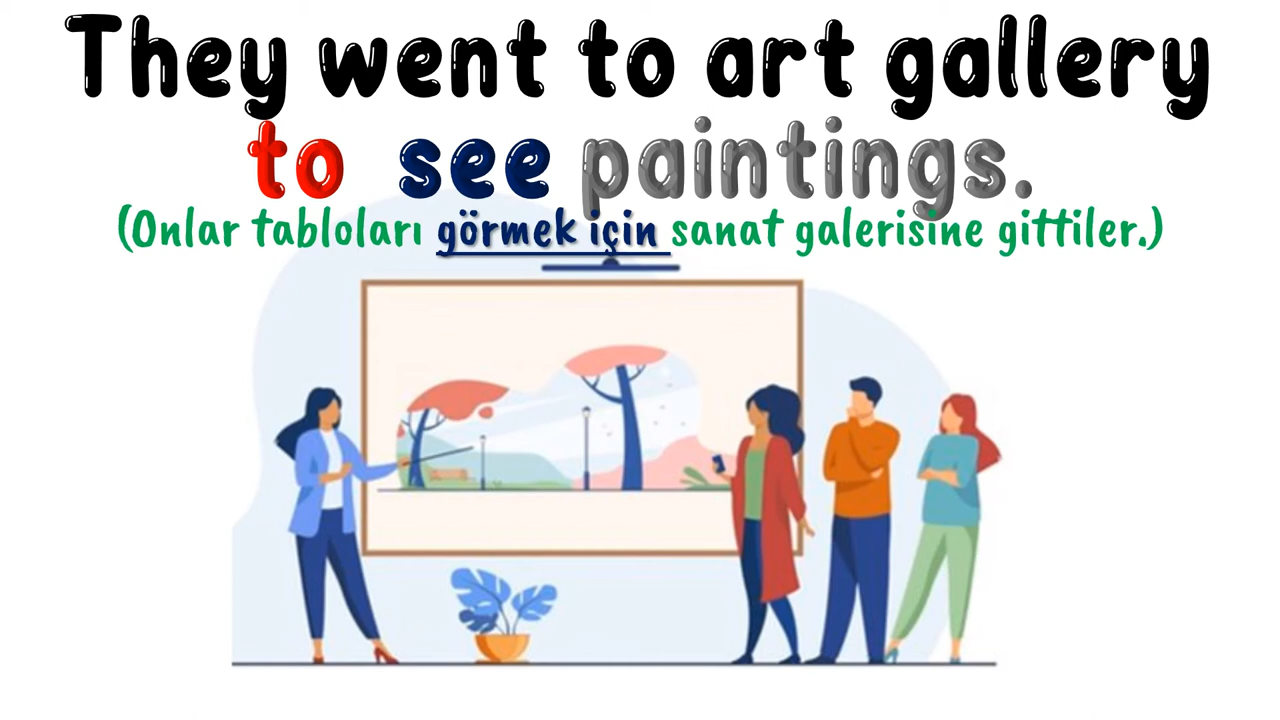 They went to art gallery
to see paintings.
(Onlar tabloları görmek için sanat galerisine gittiler.)